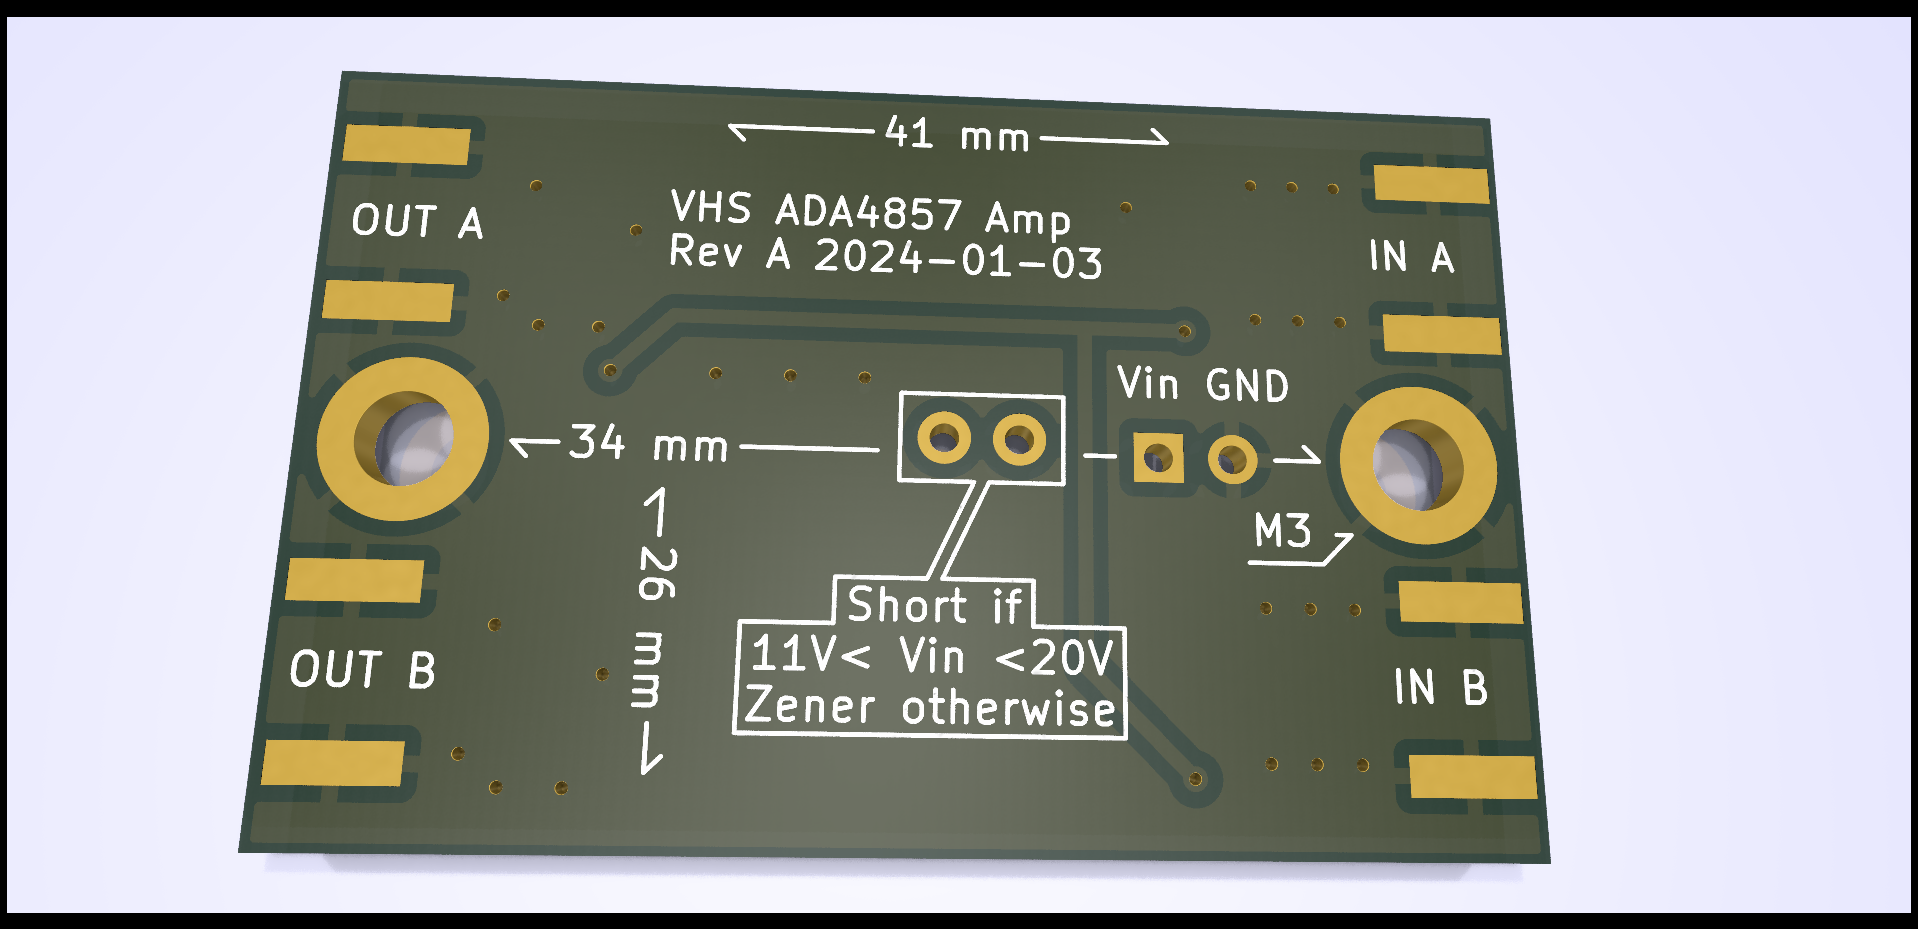 41 mm
VHS ADA4857 Amp
Rev A 2024-01-03
OUT A
IN A
Vin GND
34 mm
M3
26 mm
Short if
11V< Vin <20V
Zener otherwise
OUT B
IN B